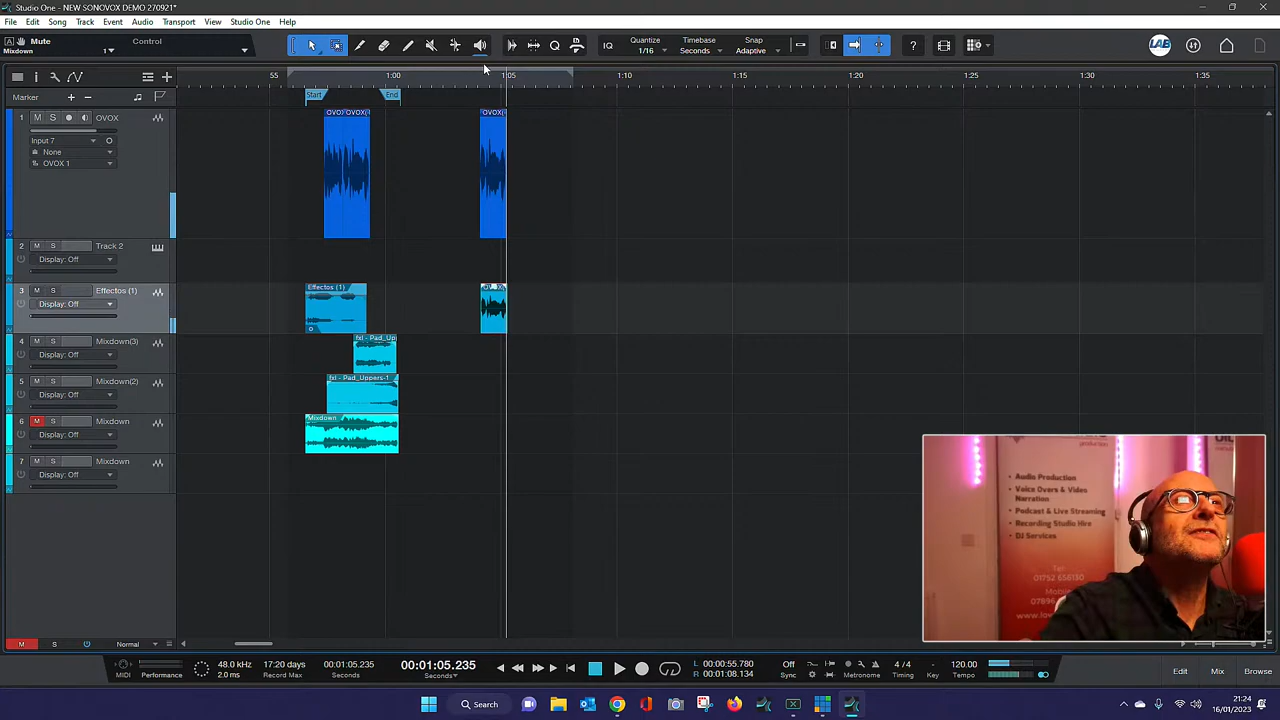 Studio One - NEW SONOVOX DEMO 270921*
File Edit Song Track Event Audio Transport View Studio One Help
Mute Control
Mixdown 1
IQ Quantize Timebase Snap
1/16 Seconds Adaptive
?
LAB
55 1:00 1:05 1:10 1:15 1:20 1:25 1:30 1:35
Marker
Start End
1 M S OVOX
Input 7
None
OVOX 1
2 M S Track 2
Display: Off
3 M S Effectos (1)
Display: Off
Effectos (1)
4 M S Mixdown(3)
Display: Off
fxl - Pad_Up
5 M S Mixdown(2)
Display: Off
fxl - Pad_Uppers-1
6 M S Mixdown
Display: Off
Mixdown
7 M S Mixdown
Display: Off
• Audio Production
• Voice Overs & Video
Narration
• Podcast & Live Streaming
• Recording Studio Hire
• DJ Services
Tel:
01752 656130
M S Normal
MIDI Performance
48.0 kHz
2.0 ms
17:20 days
Record Max
00:01:05.235
Seconds
00:01:05.235
L 00:00:55.780
R 00:01:08.134
Off
Sync
Metronome
4 / 4
Timing
-
Key
120.00
Tempo
Edit Mix Browse
Search
21:24
16/01/2023